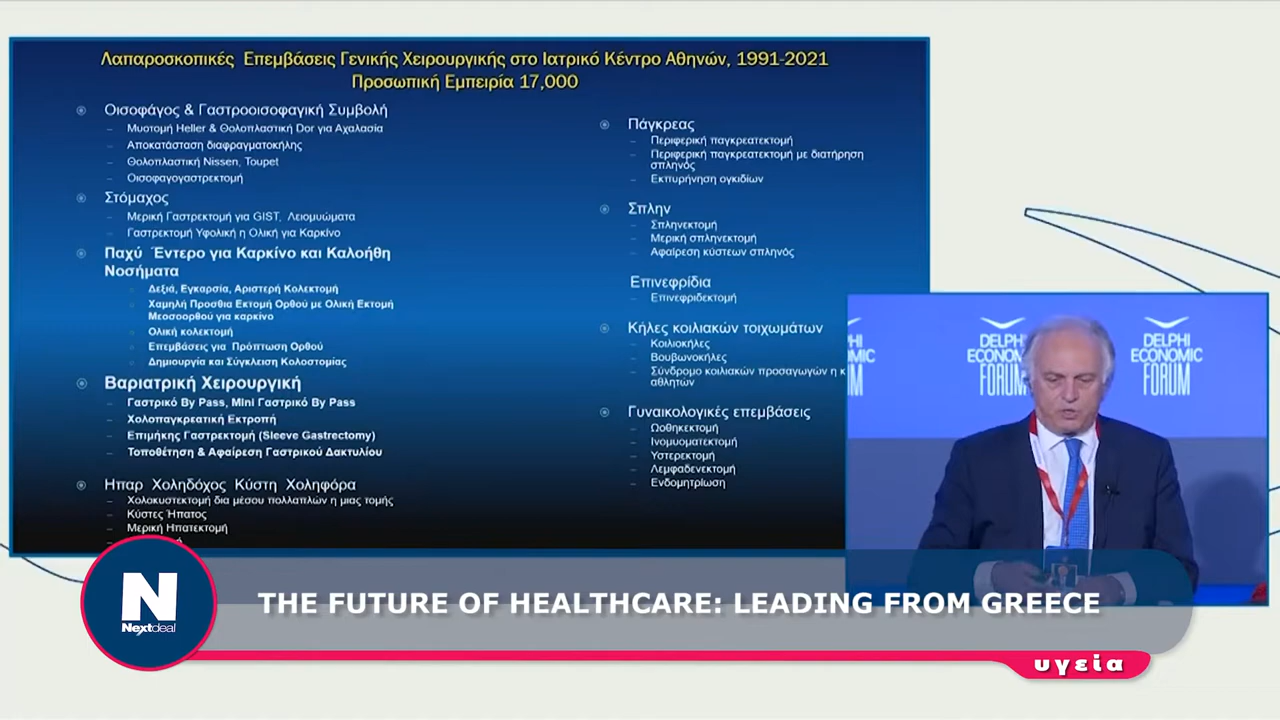 Λαπαροσκοπικές Επεμβάσεις Γενικής Χειρουργικής στο Ιατρικό Κέντρο Αθηνών, 1991-2021
Προσωπική Εμπειρία 17,000
Οισοφάγος & Γαστροοισοφαγική Συμβολή
Μυοτομή Heller & Θολοπλαστική Dor για Αχαλασία
Αποκατάσταση διαφραγματοκήλης
Θολοπλαστική Nissen, Toupet
Οισοφαγογαστρεκτομή
Στόμαχος
Μερική Γαστρεκτομή για GIST, Λειομυώματα
Γαστρεκτομή Υφολική η Ολική για Καρκίνο
Παχύ Έντερο για Καρκίνο και Καλοήθη
Νοσήματα
Δεξιά, Εγκαρσία, Αριστερή Κολεκτομή
Χαμηλή Προσθια Εκτομή Ορθού με Ολική Εκτομή
Μεσοορθού για καρκίνο
Ολική κολεκτομή
Επεμβάσεις για Πρόπτωση Ορθού
Δημιουργία και Σύγκλειση Κολοστομίας
Βαριατρική Χειρουργική
Γαστρικό By Pass, Mini Γαστρικό By Pass
Χολοπαγκρεατική Εκτροπή
Επιμήκης Γαστρεκτομή (Sleeve Gastrectomy)
Τοποθέτηση & Αφαίρεση Γαστρικού Δακτυλίου
Ηπαρ Χοληδόχος Κύστη Χοληφόρα
Χολοκυστεκτομή δια μέσου πολλαπλών η μιας τομής
Κύστες Ήπατος
Μερική Ηπατεκτομή
Πάγκρεας
Περιφερική παγκρεατεκτομή
Περιφερική παγκρεατεκτομή με διατήρηση
σπληνός
Εκπυρήνηση ογκιδίων
Σπλην
Σπληνεκτομή
Μερική σπληνεκτομή
Αφαίρεση κύστεων σπληνός
Επινεφρίδια
Επινεφριδεκτομή
Κήλες κοιλιακών τοιχωμάτων
Κοιλιοκήλες
Βουβωνοκήλες
Σύνδρομο κοιλιακών προσαγωγών η κ
αθλητών
Γυναικολογικές επεμβάσεις
Ωοθηκεκτομή
Ινομυοματεκτομή
Υστερεκτομή
Λεμφαδενεκτομή
Ενδομητρίωση
DELPHI
ECONOMIC
FORUM
DELPHI
ECONOMIC
FORUM
N
Nextdeal
THE FUTURE OF HEALTHCARE: LEADING FROM GREECE
υγεία